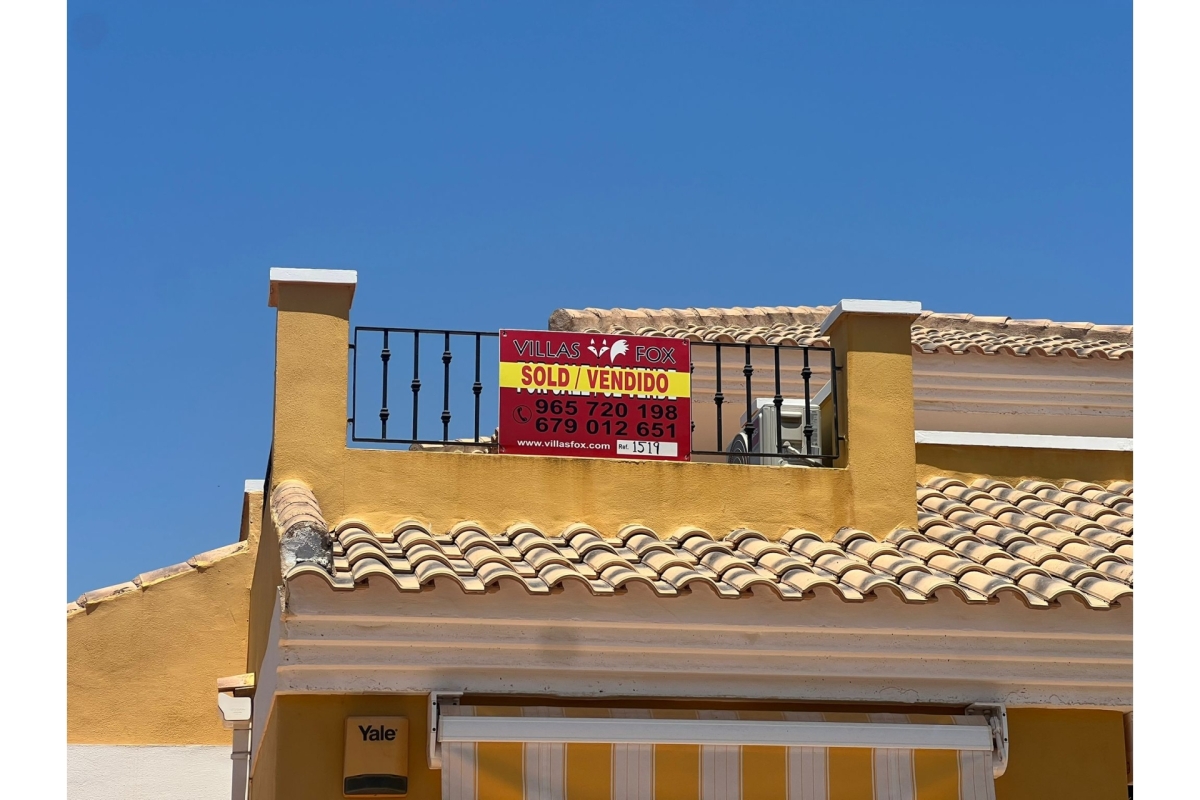 VILLAS FOX
SOLD / VENDIDO
965 720 198
679 012 651
www.villasfox.com Ref. 1519
Yale